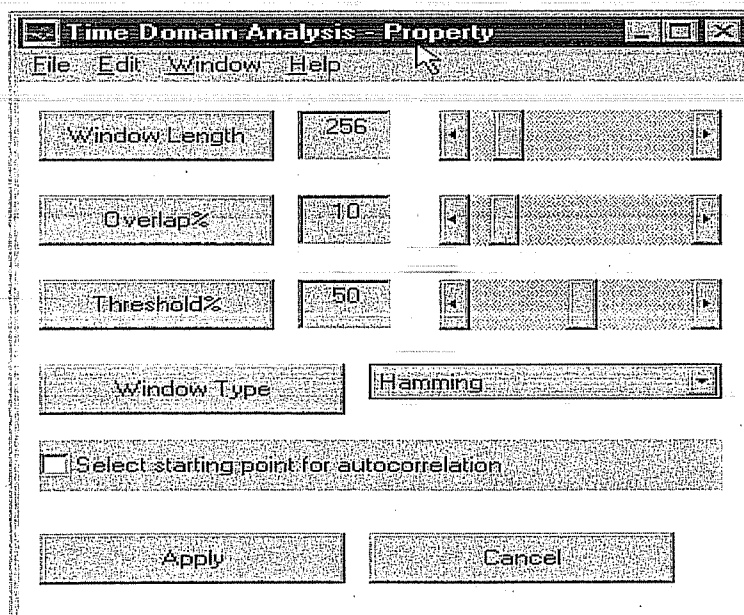 Time Domain Analysis - Property
File Edit Window Help
Window Length 256
Overlap% 10
Threshold% 50
Window Type Hamming
Select starting point for autocorrelation
Apply Cancel